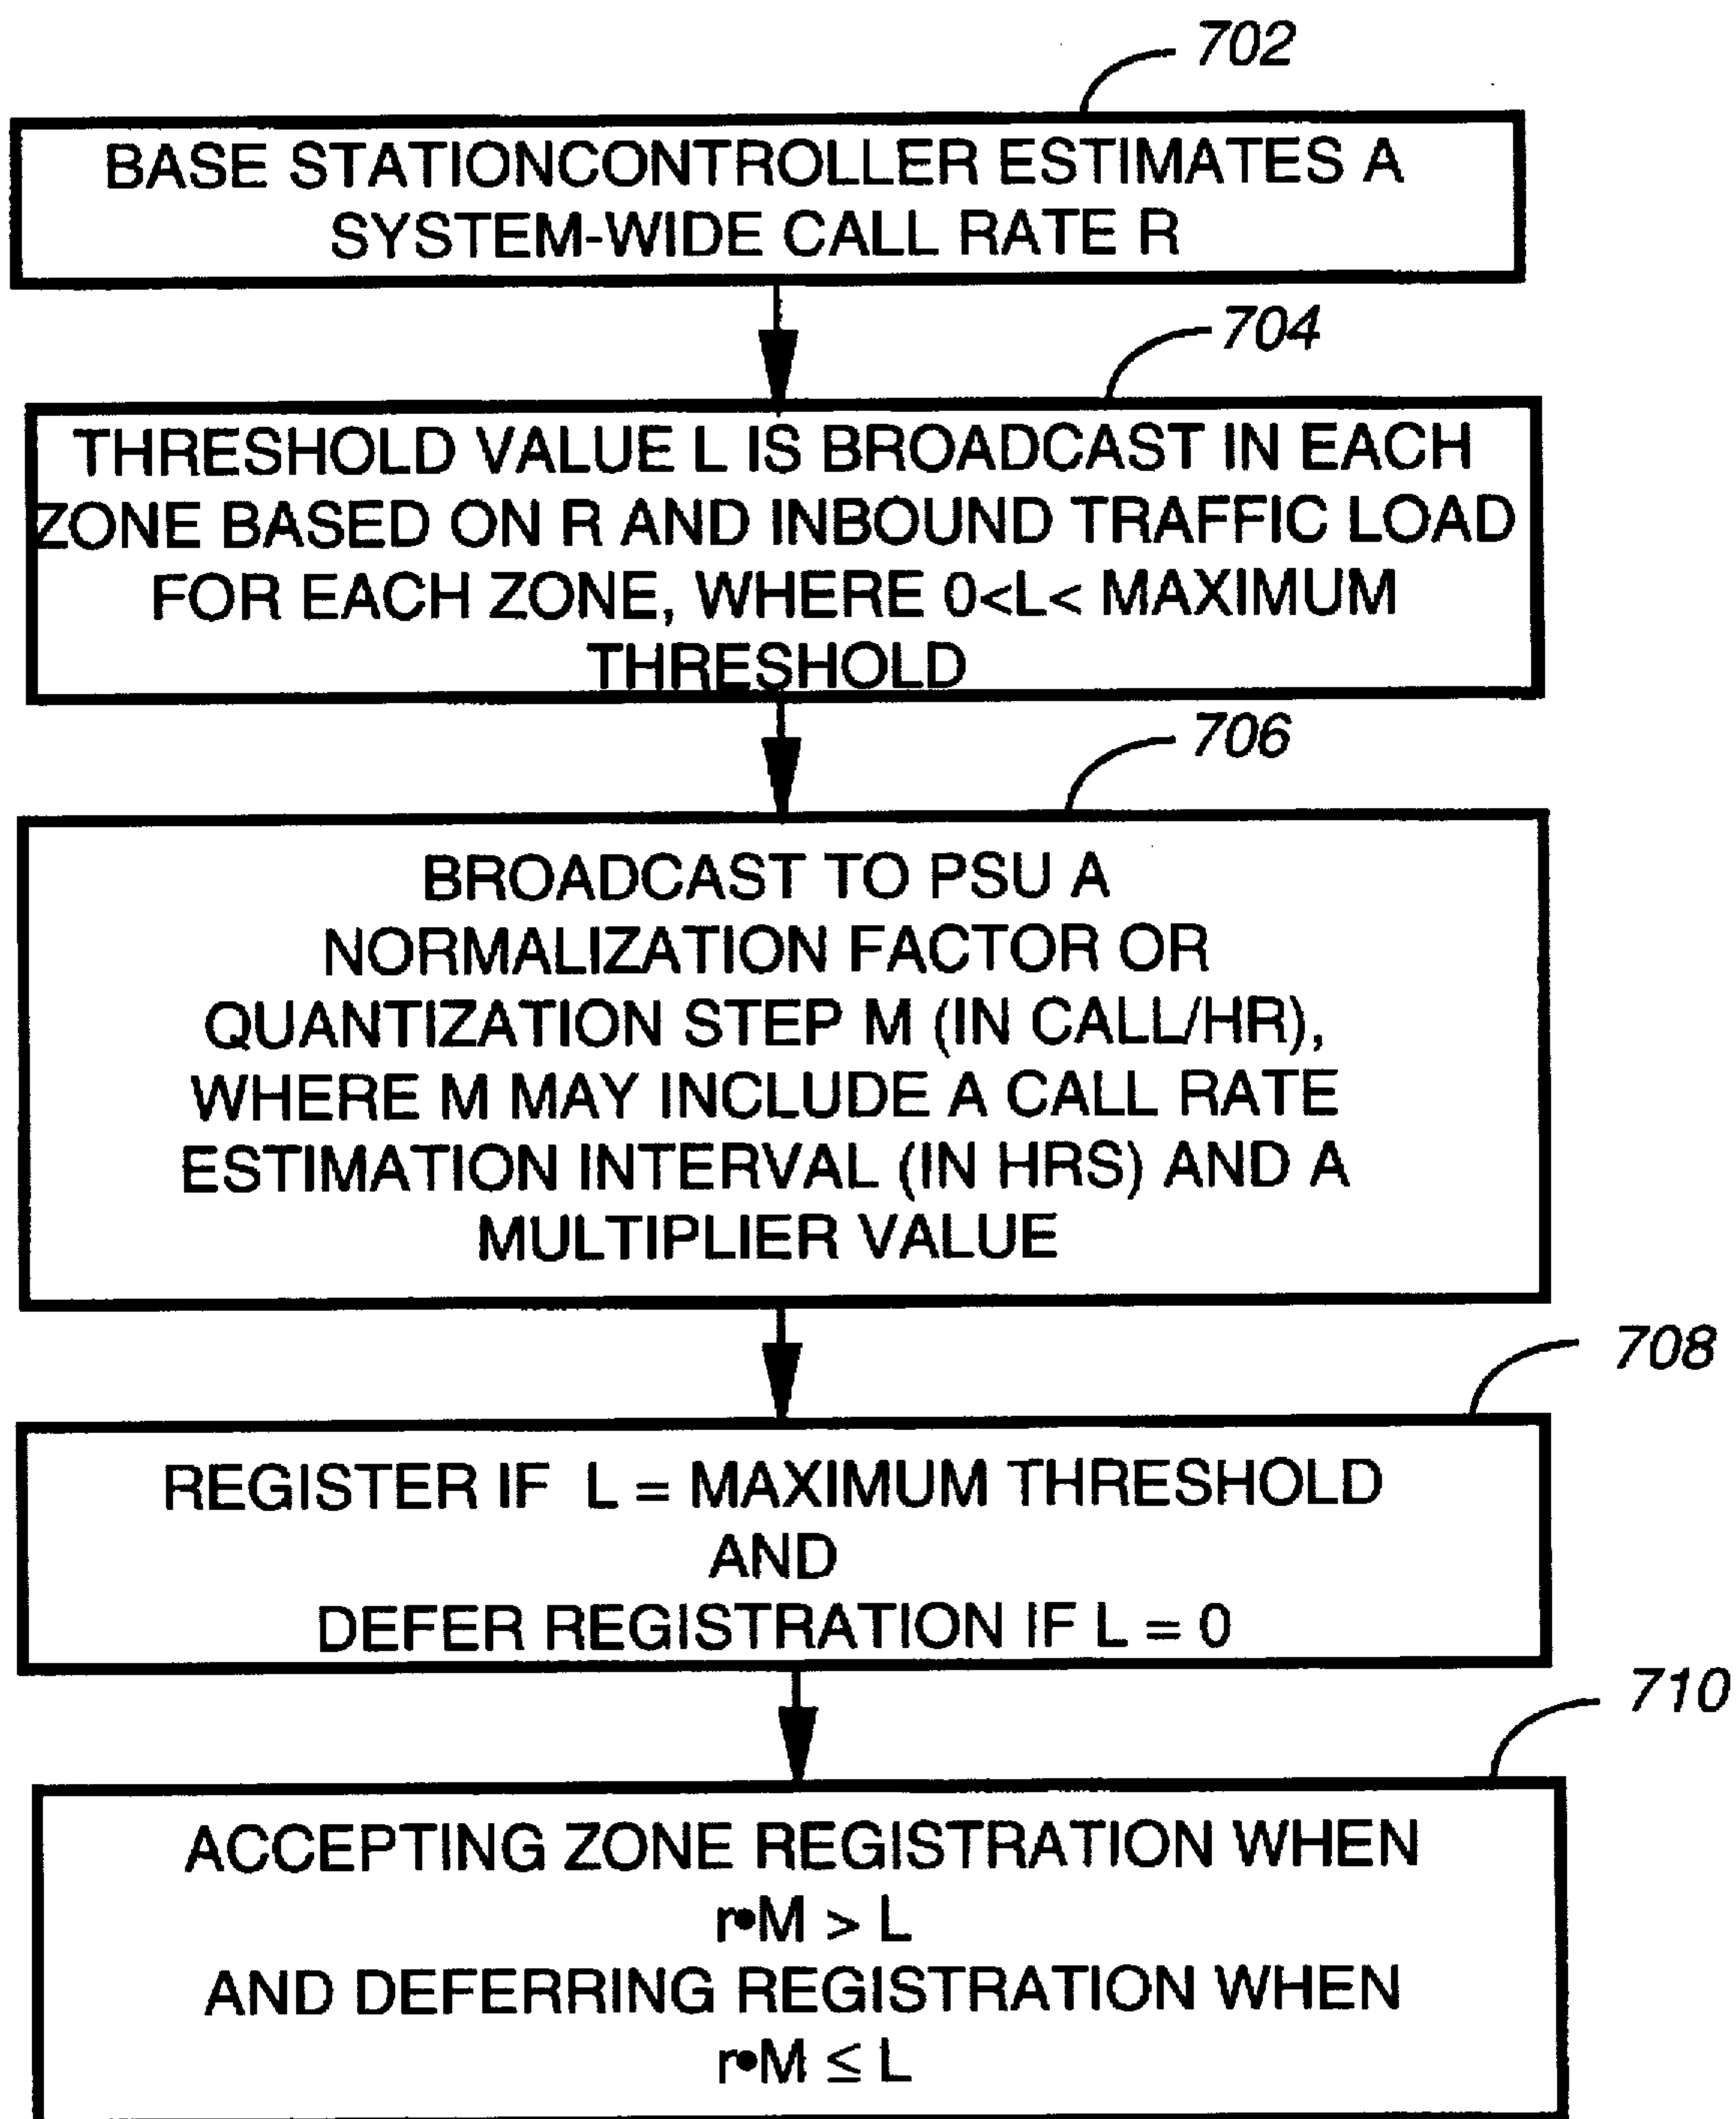 702
BASE STATIONCONTROLLER ESTIMATES A
SYSTEM-WIDE CALL RATE R
704
THRESHOLD VALUE L IS BROADCAST IN EACH
ZONE BASED ON R AND INBOUND TRAFFIC LOAD
FOR EACH ZONE, WHERE 0<L< MAXIMUM
THRESHOLD
706
BROADCAST TO PSU A
NORMALIZATION FACTOR OR
QUANTIZATION STEP M (IN CALL/HR),
WHERE M MAY INCLUDE A CALL RATE
ESTIMATION INTERVAL (IN HRS) AND A
MULTIPLIER VALUE
708
REGISTER IF L = MAXIMUM THRESHOLD
AND
DEFER REGISTRATION IF L = 0
710
ACCEPTING ZONE REGISTRATION WHEN
r•M > L
AND DEFERRING REGISTRATION WHEN
r•M ≤ L